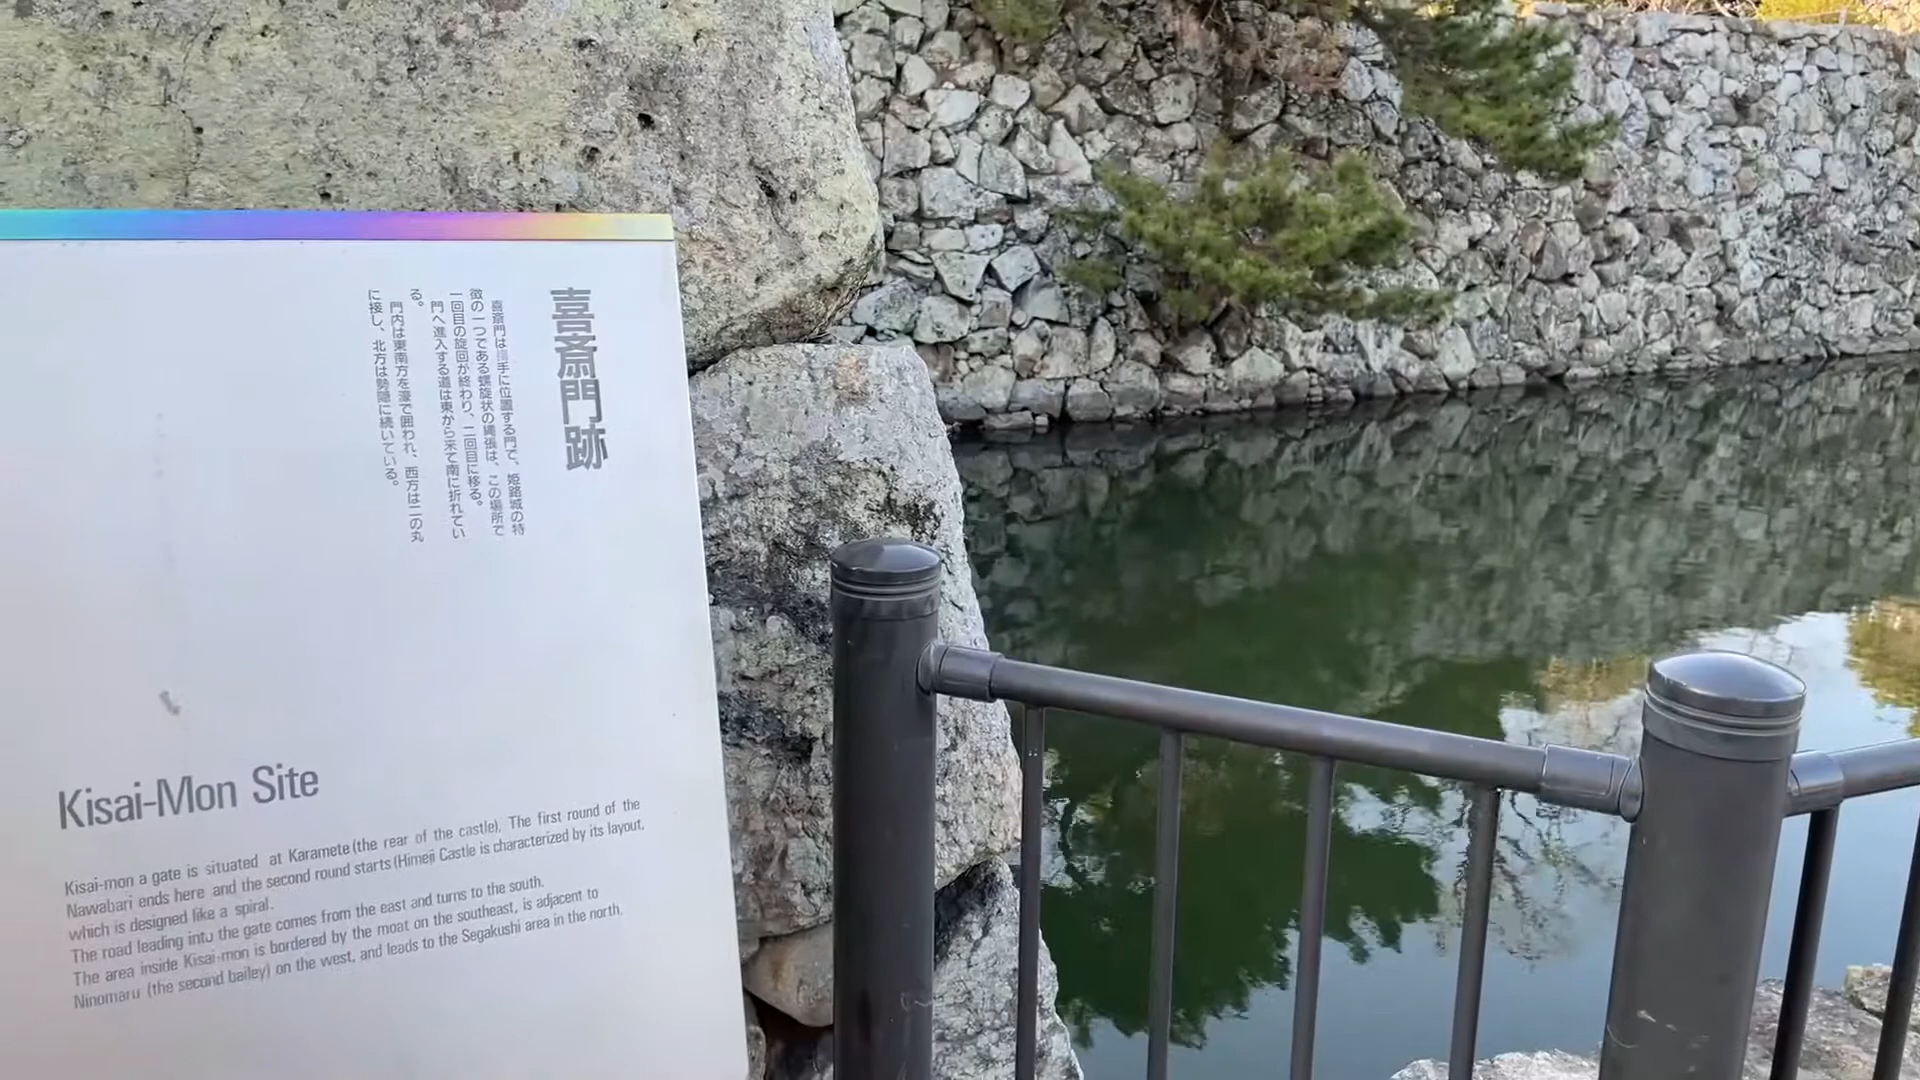 喜斎門跡
喜斎門は搦手に位置する門で、姫路城の特
徴の一つである螺旋状の縄張は、この場所で
一回目の旋回が終わり、二回目に移る。
門へ進入する道は東から来て南に折れてい
る。
門内は東南方を濠で囲われ、西方は二の丸
に接し、北方は勢隠に続いている。
Kisai-Mon Site
Kisai-mon a gate is situated at Karamete (the rear of the castle). The first round of the
Nawabari ends here and the second round starts (Himeji Castle is characterized by its layout,
which is designed like a spiral.
The road leading into the gate comes from the east and turns to the south.
The area inside Kisai-mon is bordered by the moat on the southeast, is adjacent to
Ninomaru (the second bailey) on the west, and leads to the Segakushi area in the north.